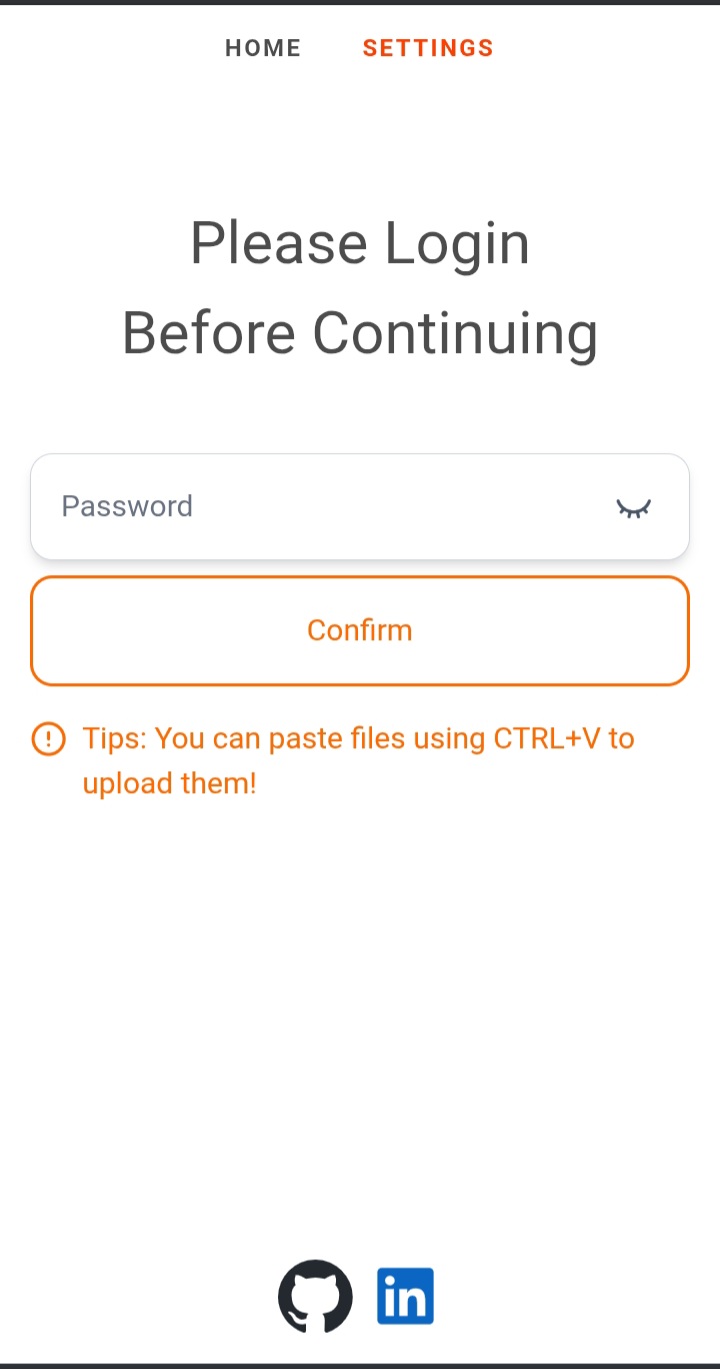 HOME SETTINGS
Please Login
Before Continuing
Password
Confirm
Tips: You can paste files using CTRL+V to
upload them!
in